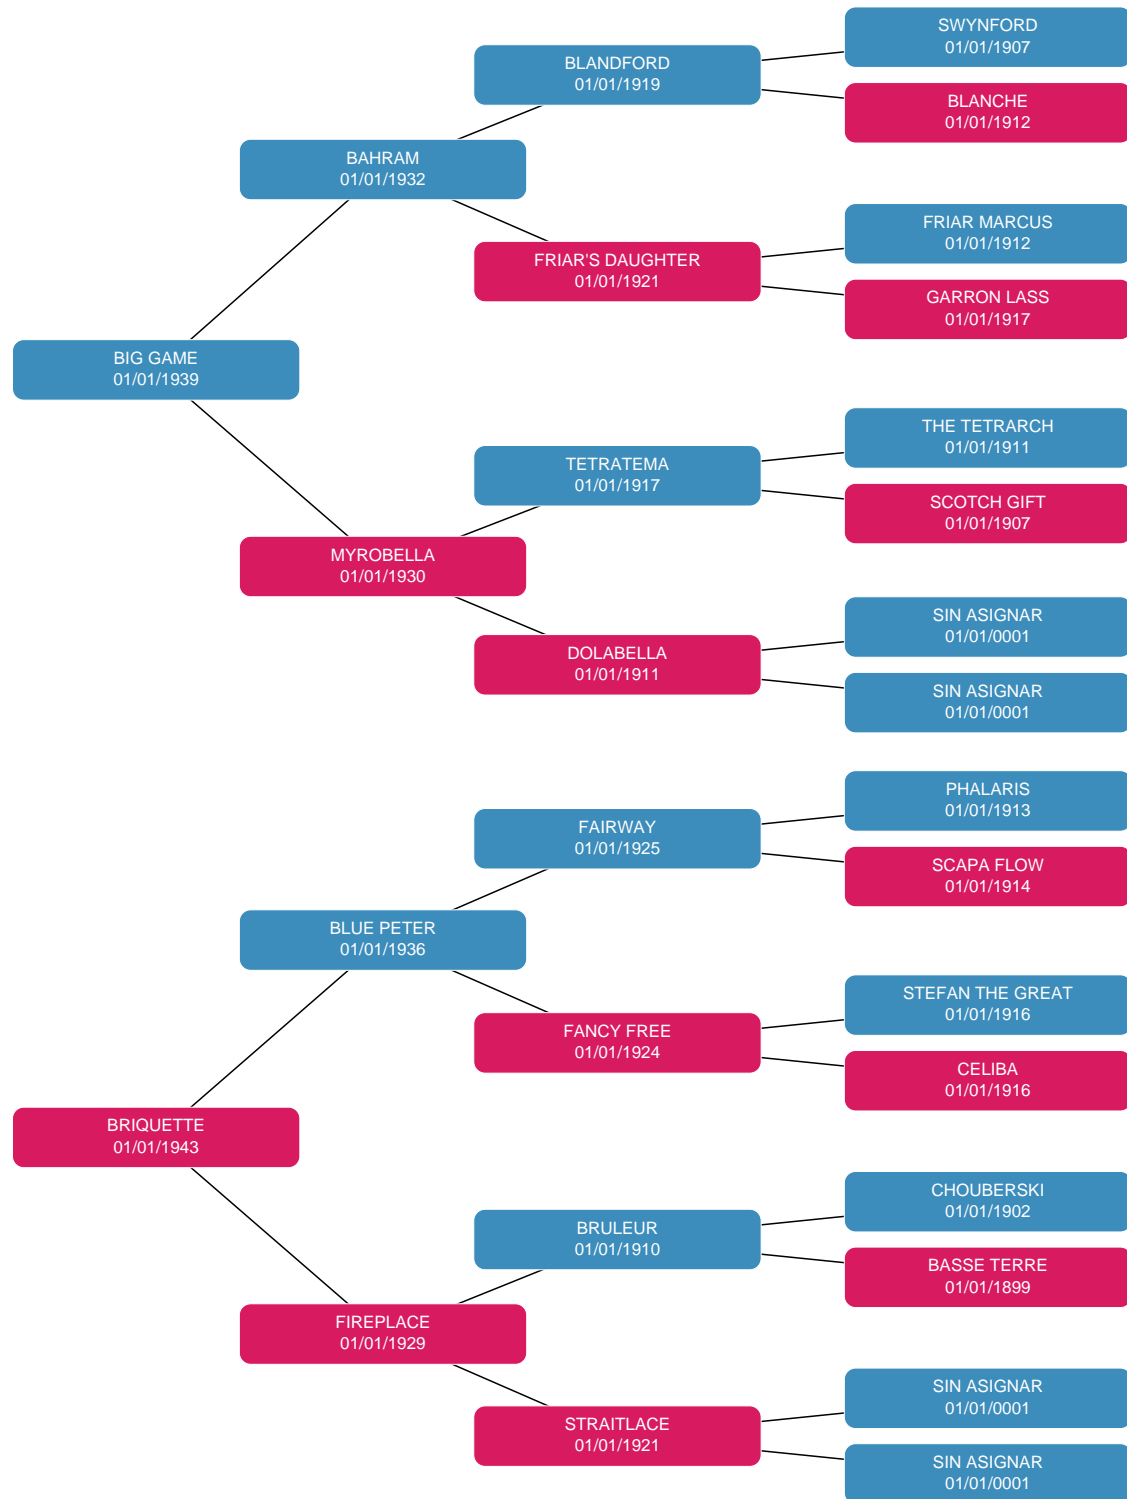 SWYNFORD
01/01/1907
BLANDFORD
01/01/1919
BLANCHE
01/01/1912
BAHRAM
01/01/1932
FRIAR MARCUS
01/01/1912
FRIAR'S DAUGHTER
01/01/1921
GARRON LASS
01/01/1917
BIG GAME
01/01/1939
THE TETRARCH
01/01/1911
TETRATEMA
01/01/1917
SCOTCH GIFT
01/01/1907
MYROBELLA
01/01/1930
SIN ASIGNAR
01/01/0001
DOLABELLA
01/01/1911
SIN ASIGNAR
01/01/0001
PHALARIS
01/01/1913
FAIRWAY
01/01/1925
SCAPA FLOW
01/01/1914
BLUE PETER
01/01/1936
STEFAN THE GREAT
01/01/1916
FANCY FREE
01/01/1924
CELIBA
01/01/1916
BRIQUETTE
01/01/1943
CHOUBERSKI
01/01/1902
BRULEUR
01/01/1910
BASSE TERRE
01/01/1899
FIREPLACE
01/01/1929
SIN ASIGNAR
01/01/0001
STRAITLACE
01/01/1921
SIN ASIGNAR
01/01/0001